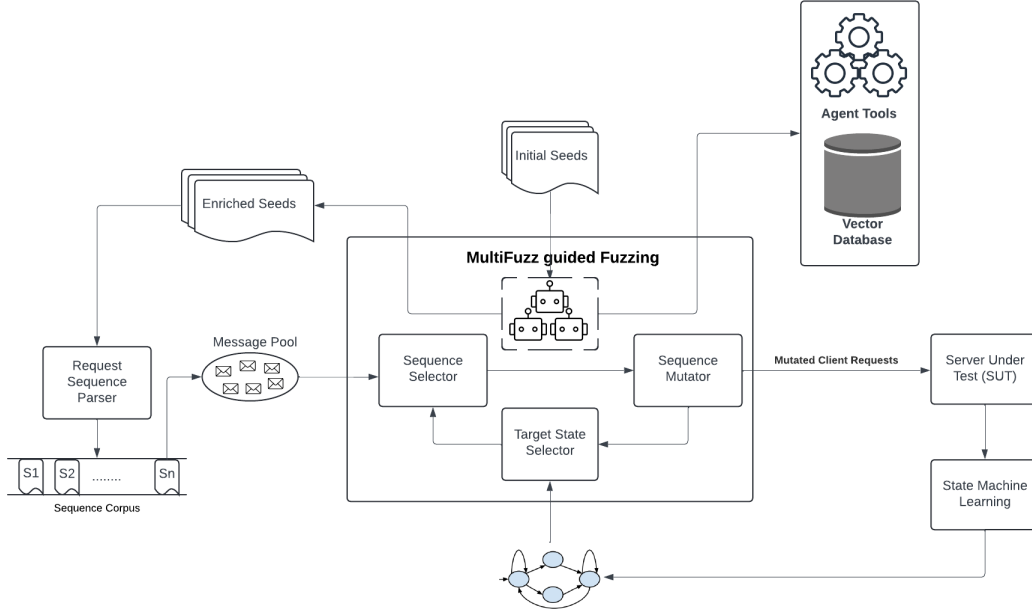 Agent Tools
Vector
Database
Initial Seeds
Enriched Seeds
MultiFuzz guided Fuzzing
Message Pool
Request
Sequence
Parser
Sequence
Selector
Sequence
Mutator
Mutated Client Requests
Server Under
Test (SUT)
Target State
Selector
S1
S2
........
Sn
Sequence Corpus
State Machine
Learning